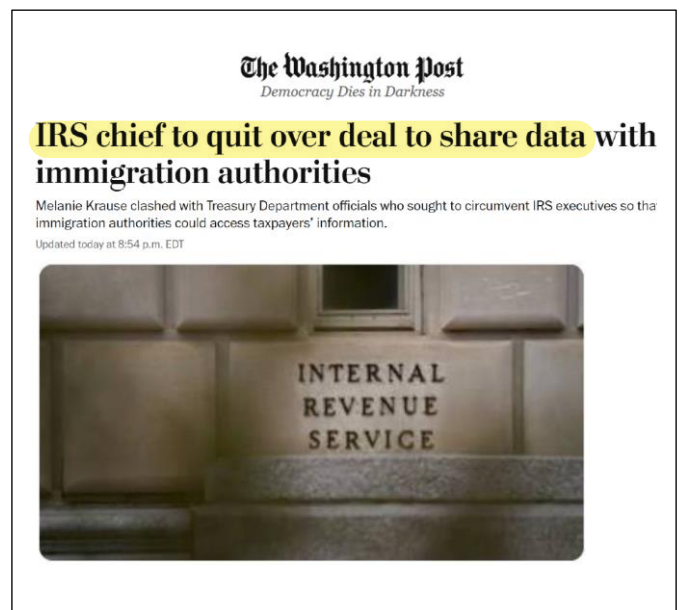 The Washington Post
Democracy Dies in Darkness
IRS chief to quit over deal to share data with
immigration authorities
Melanie Krause clashed with Treasury Department officials who sought to circumvent IRS executives so tha
immigration authorities could access taxpayers' information.
Updated today at 8:54 p.m. EDT
INTERNAL
REVENUE
SERVICE